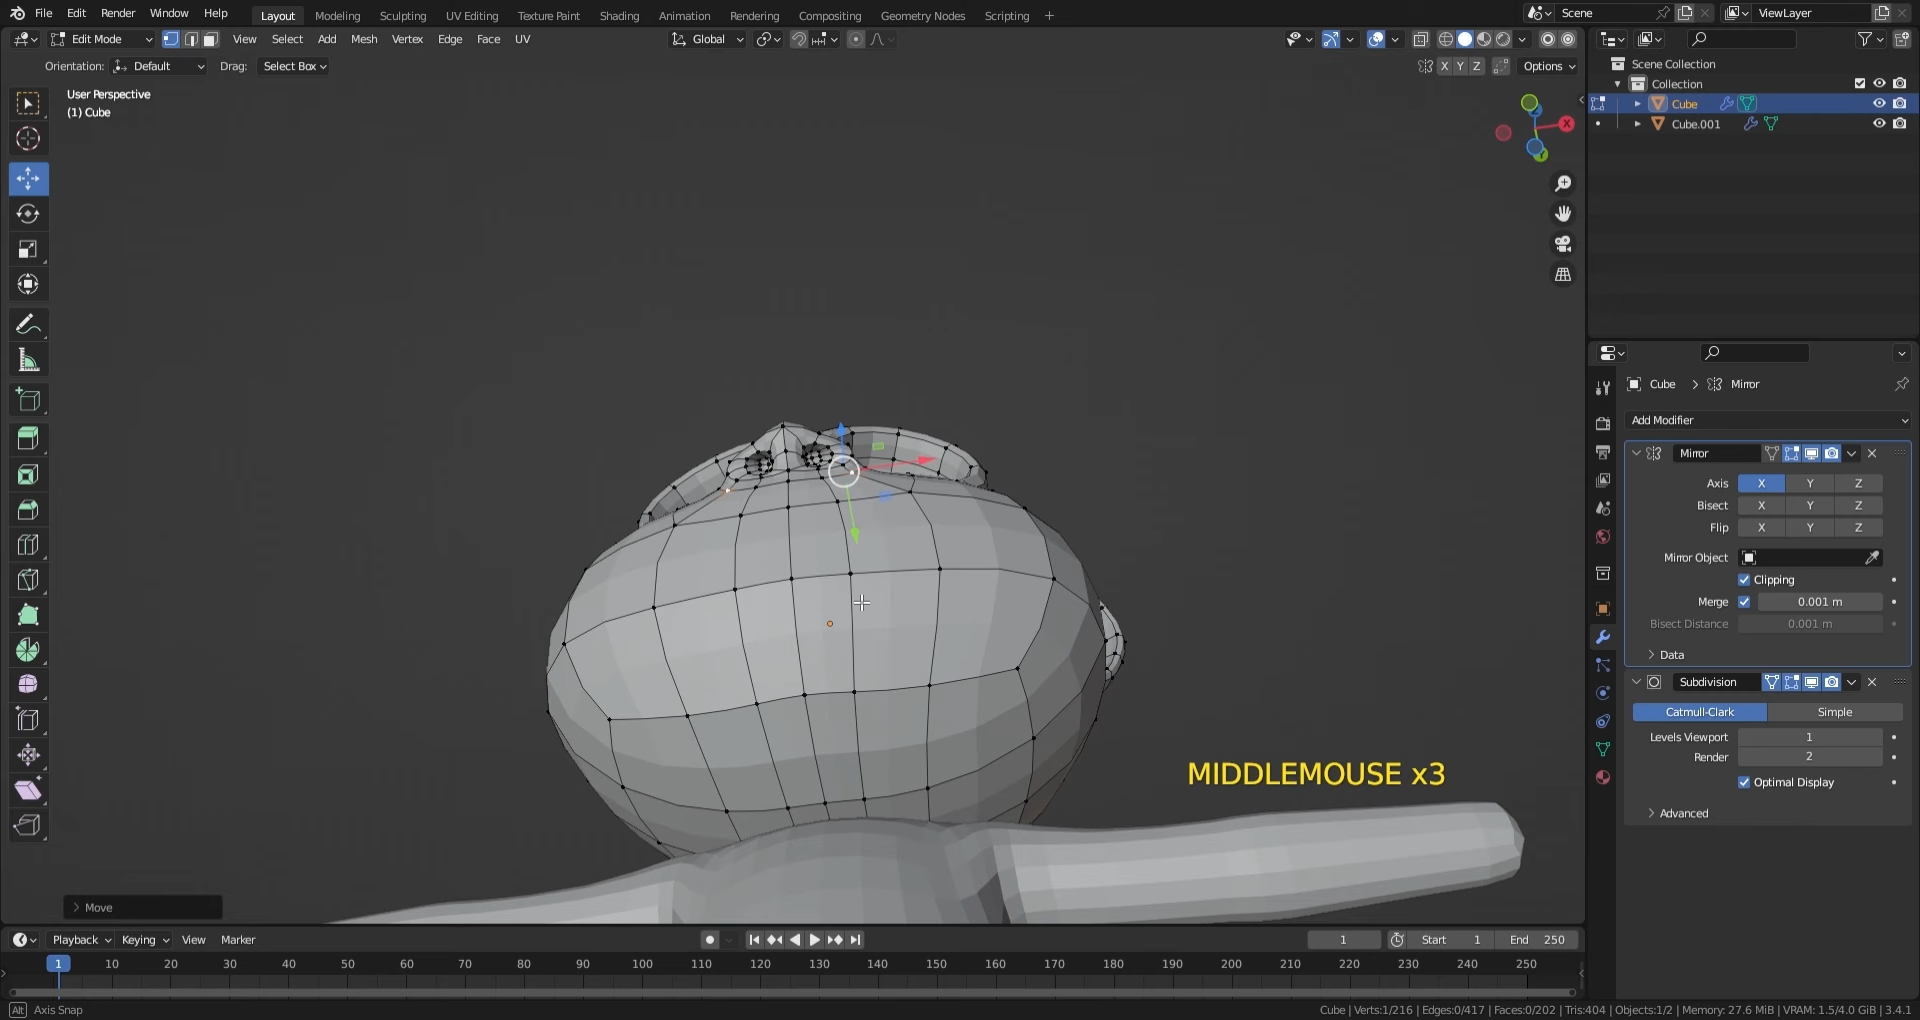 File Edit Render Window Help Layout Modeling Sculpting UV Editing Texture Paint Shading Animation Rendering Compositing Geometry Nodes Scripting + Scene ViewLayer
Edit Mode View Select Add Mesh Vertex Edge Face UV Global
Orientation: Default Drag: Select Box X Y Z Options
User Perspective
(1) Cube
X
Y
Scene Collection
Collection
Cube
Cube.001
Cube > Mirror
Add Modifier
Mirror
Axis X Y Z
Bisect X Y Z
Flip X Y Z
Mirror Object
Clipping
Merge 0.001 m
Bisect Distance 0.001 m
Data
Subdivision
Catmull-Clark Simple
Levels Viewport 1
Render 2
Optimal Display
Advanced
MIDDLEMOUSE x3
Move
Playback Keying View Marker 1 Start 1 End 250
1 10 20 30 40 50 60 70 80 90 100 110 120 130 140 150 160 170 180 190 200 210 220 230 240 250
Alt Axis Snap Cube | Verts:1/216 | Edges:0/417 | Faces:0/202 | Tris:404 | Objects:1/2 | Memory: 27.6 MiB | VRAM: 1.5/4.0 GiB | 3.4.1